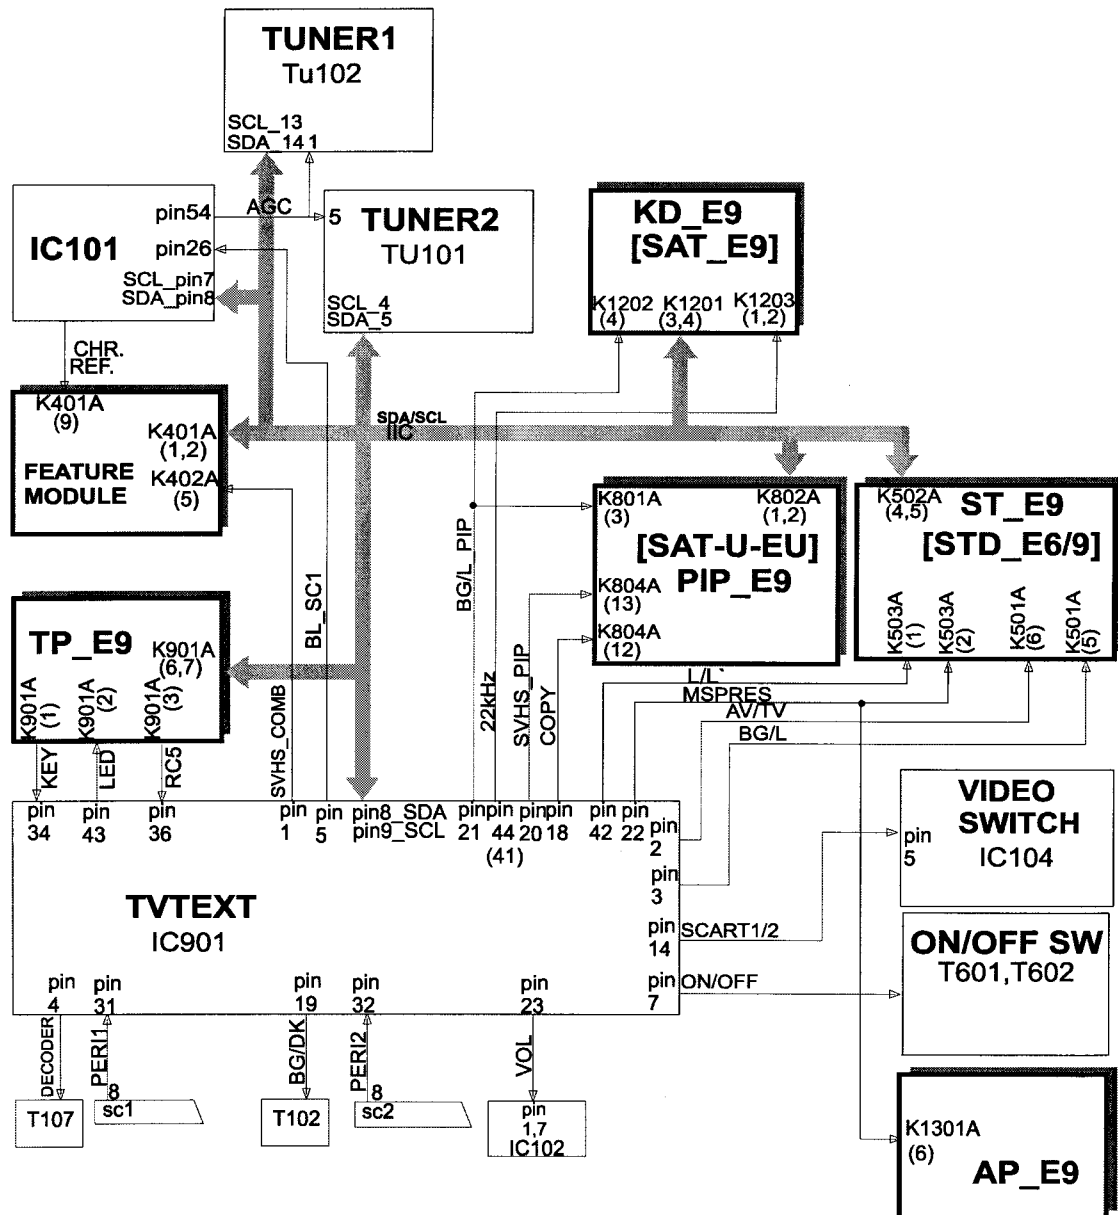 TUNER1
Tu102
SCL_13
SDA_14 1
pin54
AGC
5
TUNER2
TU101
pin26
IC101
SCL_pin7
SDA_pin8
SCL_4
SDA_5
KD_E9
[SAT_E9]
K1202
(4)
K1201
(3,4)
K1203
(1,2)
CHR.
REF.
K401A
(9)
K401A
(1,2)
FEATURE
MODULE
K402A
(5)
SDA/SCL
IIC
K801A
(3)
K802A
(1,2)
[SAT-U-EU]
PIP_E9
K804A
(13)
K804A
(12)
K502A
(4,5)
ST_E9
[STD_E6/9]
K503A
(1)
K503A
(2)
K501A
(6)
K501A
(5)
TP_E9
K901A
(6,7)
K901A
(1)
K901A
(2)
K901A
(3)
KEY
LED
RC5
SVHS_COMB
BL_SC1
BG/L_PIP
22kHz
SVHS_PIP
COPY
L/L`
MSPRES
AV/TV
BG/L
pin
34
pin
43
pin
36
pin
1
pin
5
pin8_SDA
pin9_SCL
pin
21
pin
44
(41)
pin
20
pin
18
pin
42
pin
22
pin
2
pin
3
pin
14
SCART1/2
pin
7
ON/OFF
TVTEXT
IC901
VIDEO
SWITCH
IC104
pin
5
ON/OFF SW
T601,T602
pin
4
pin
31
pin
19
pin
32
pin
23
DECODER
PERI1
BG/DK
PERI2
VOL
T107
8
sc1
T102
8
sc2
pin
1,7
IC102
K1301A
(6)
AP_E9